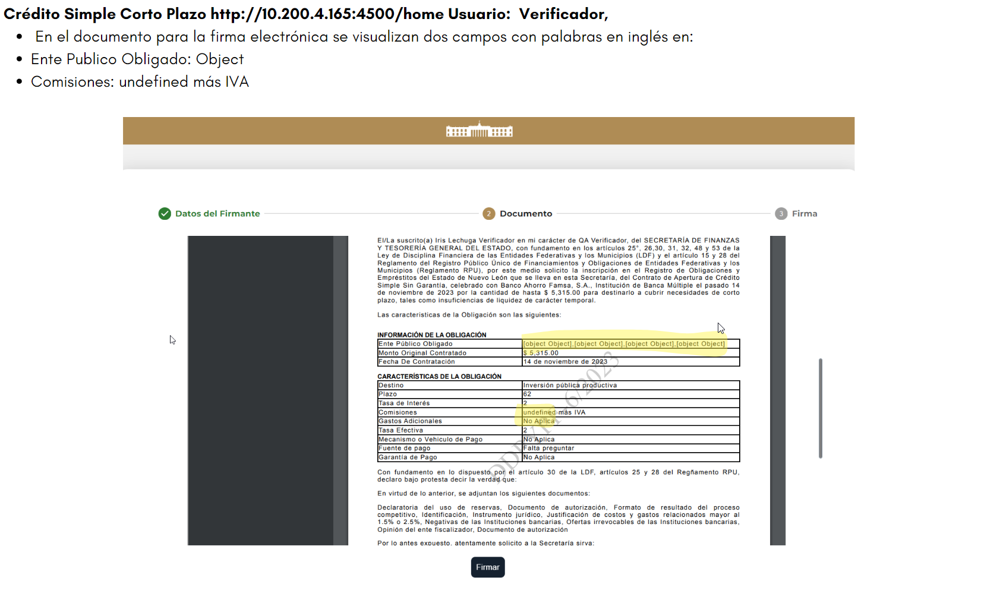 Crédito Simple Corto Plazo http://10.200.4.165:4500/home Usuario:  Verificador,
• En el documento para la firma electrónica se visualizan dos campos con palabras en inglés en:
• Ente Publico Obligado: Object
• Comisiones: undefined más IVA
Datos del Firmante
2 Documento
3 Firma
El/La suscrito(a) Iris Lechuga Verificador en mi carácter de QA Verificador, del SECRETARÍA DE FINANZAS
Y TESORERÍA GENERAL DEL ESTADO, con fundamento en los artículos 25°, 26,30, 31, 32, 48 y 53 de la
Ley de Disciplina Financiera de las Entidades Federativas y los Municipios (LDF) y el artículo 15 y 28 del
Reglamento del Registro Público Único de Financiamientos y Obligaciones de Entidades Federativas y los
Municipios (Reglamento RPU), por este medio solicito la inscripción en el Registro de Obligaciones y
Empréstitos del Estado de Nuevo León que se lleva en esta Secretaría, del Contrato de Apertura de Crédito
Simple Sin Garantía, celebrado con Banco Ahorro Famsa, S.A., Institución de Banca Múltiple el pasado 14
de noviembre de 2023 por la cantidad de hasta $ 5,315.00 para destinarlo a cubrir necesidades de corto
plazo, tales como insuficiencias de liquidez de carácter temporal.
Las caracteristicas de la Obligación son las siguientes:
INFORMACIÓN DE LA OBLIGACIÓN
Ente Público Obligado [object Object],[object Object],[object Object],[object Object]
Monto Original Contratado $ 5,315.00
Fecha De Contratación 14 de noviembre de 2023
CARACTERÍSTICAS DE LA OBLIGACIÓN
Destino Inversión pública productiva
Plazo 62
Tasa de Interés 2
Comisiones undefined más IVA
Gastos Adicionales No Aplica
Tasa Efectiva 2
Mecanismo o Vehiculo de Pago No Aplica
Fuente de pago Falta preguntar
Garantía de Pago No Aplica
Con fundamento en lo dispuesto por el artículo 30 de la LDF, artículos 25 y 28 del Regñamento RPU,
declaro bajo protesta decir la verdad que:
En virtud de lo anterior, se adjuntan los siguientes documentos:
Declaratoria del uso de reservas, Documento de autorización, Formato de resultado del proceso
competitivo, Identificación, Instrumento jurídico, Justificación de costos y gastos relacionados mayor al
1.5% o 2.5%, Negativas de las Instituciones bancarias, Ofertas irrevocables de las Instituciones bancarias,
Opinión del ente fiscalizador, Documento de autorización
Por lo antes expuesto, atentamente solicito a la Secretaría sirva:
Firmar